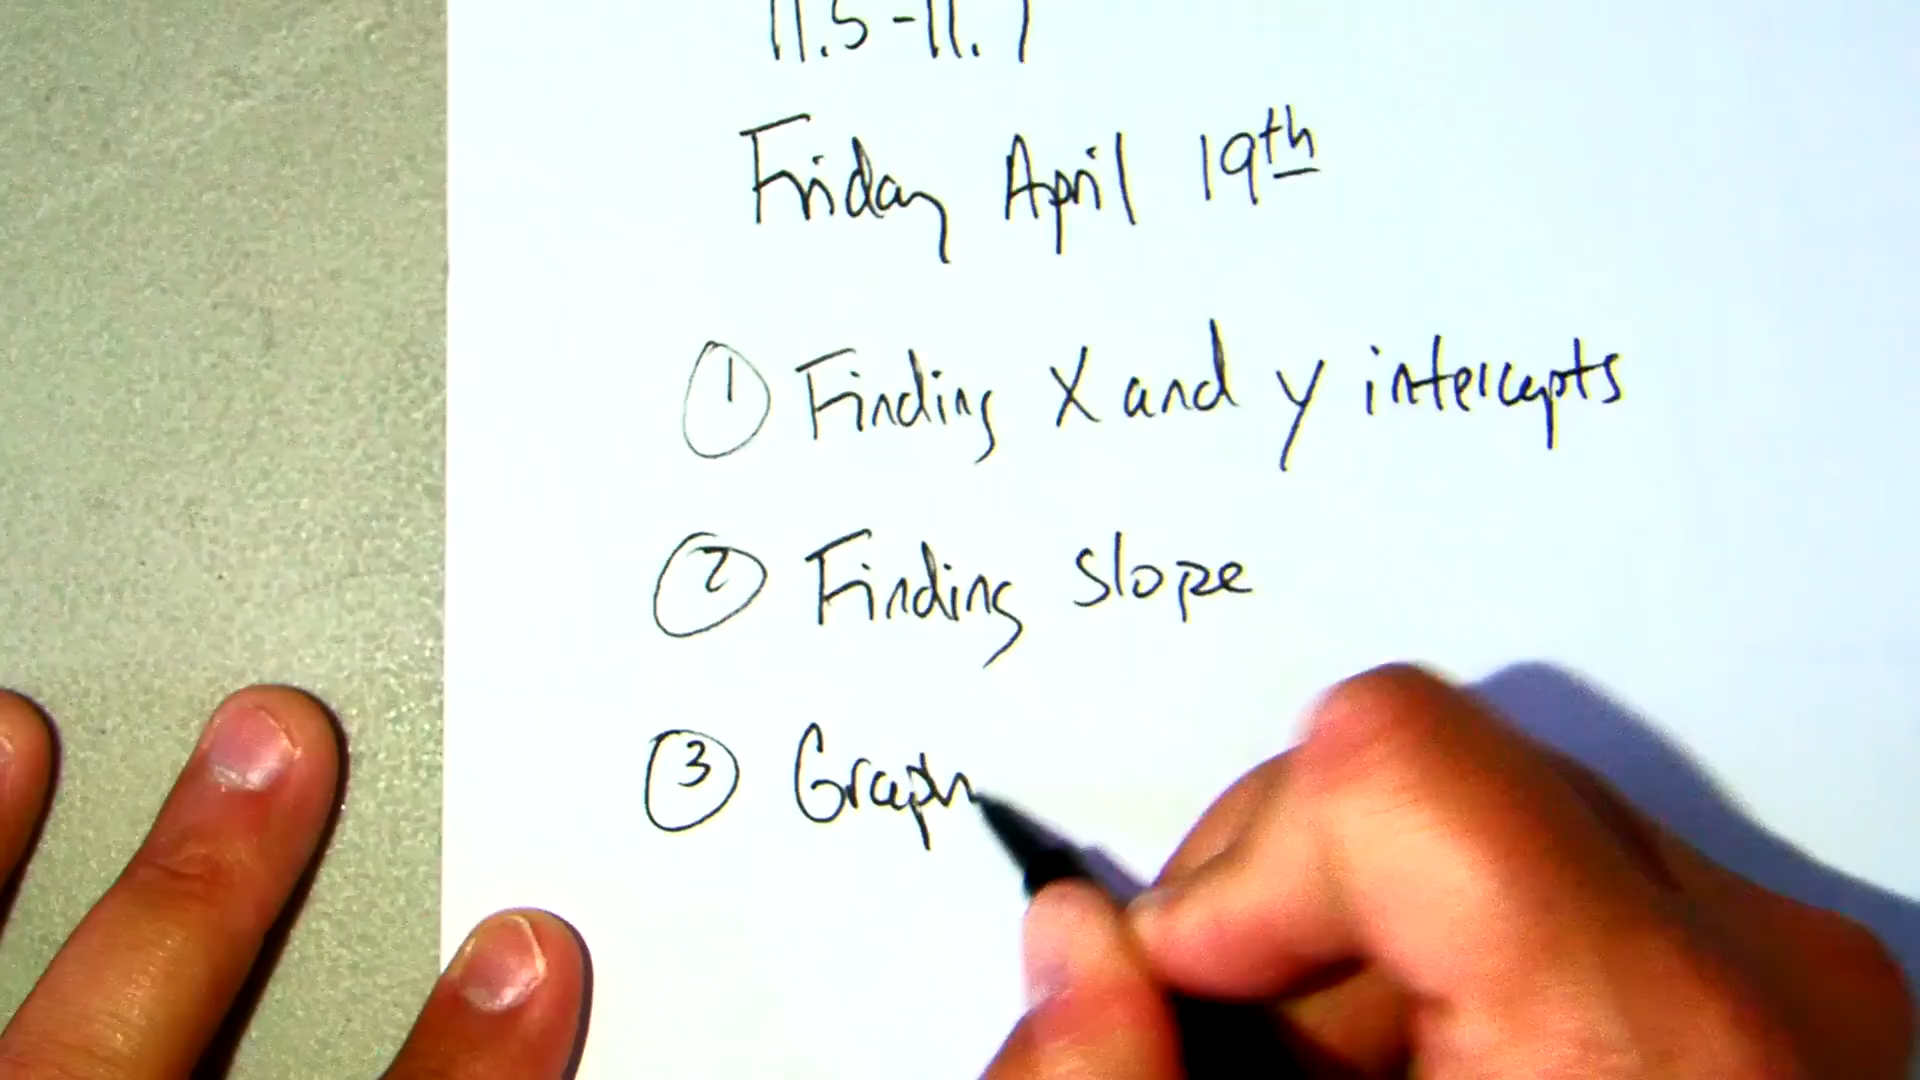 11.5-11.7
Friday April 19th
① Finding X and y intercepts
② Finding Slope
③ Graph